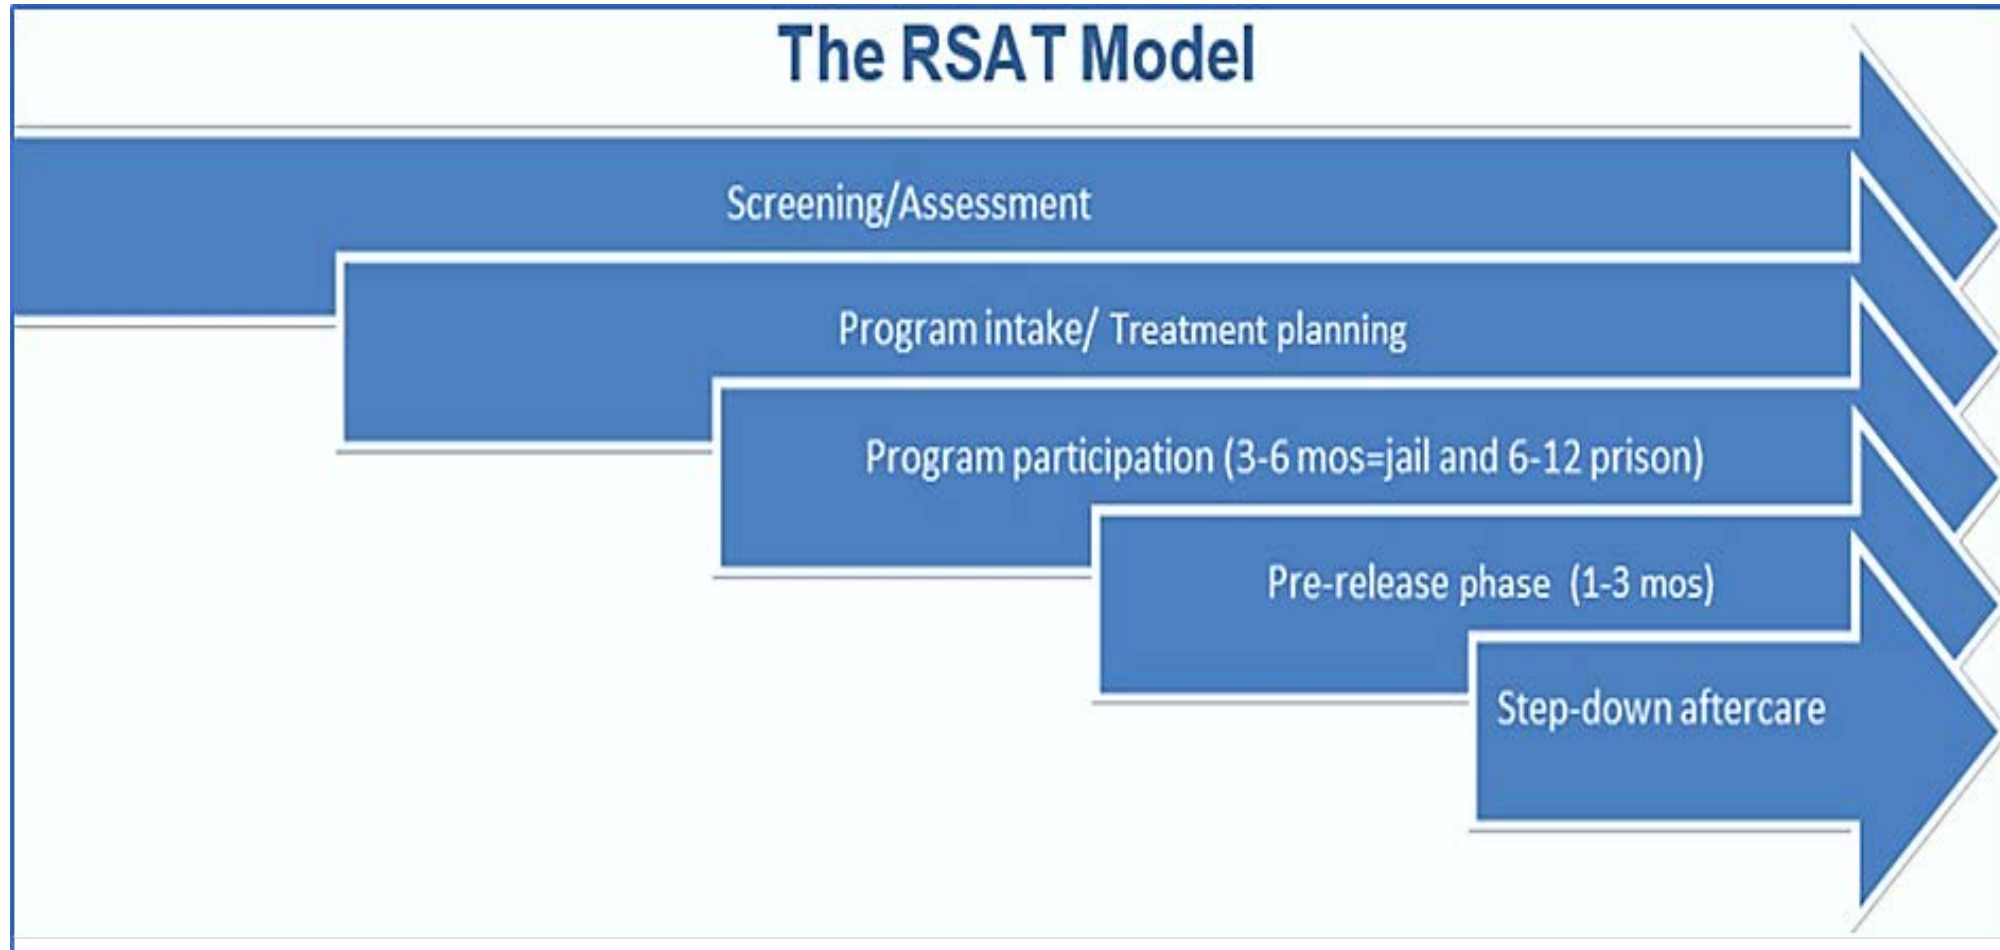 The RSAT Model
Screening/Assessment
Program intake/ Treatment planning
Program participation (3-6 mos=jail and 6-12 prison)
Pre-release phase (1-3 mos)
Step-down aftercare